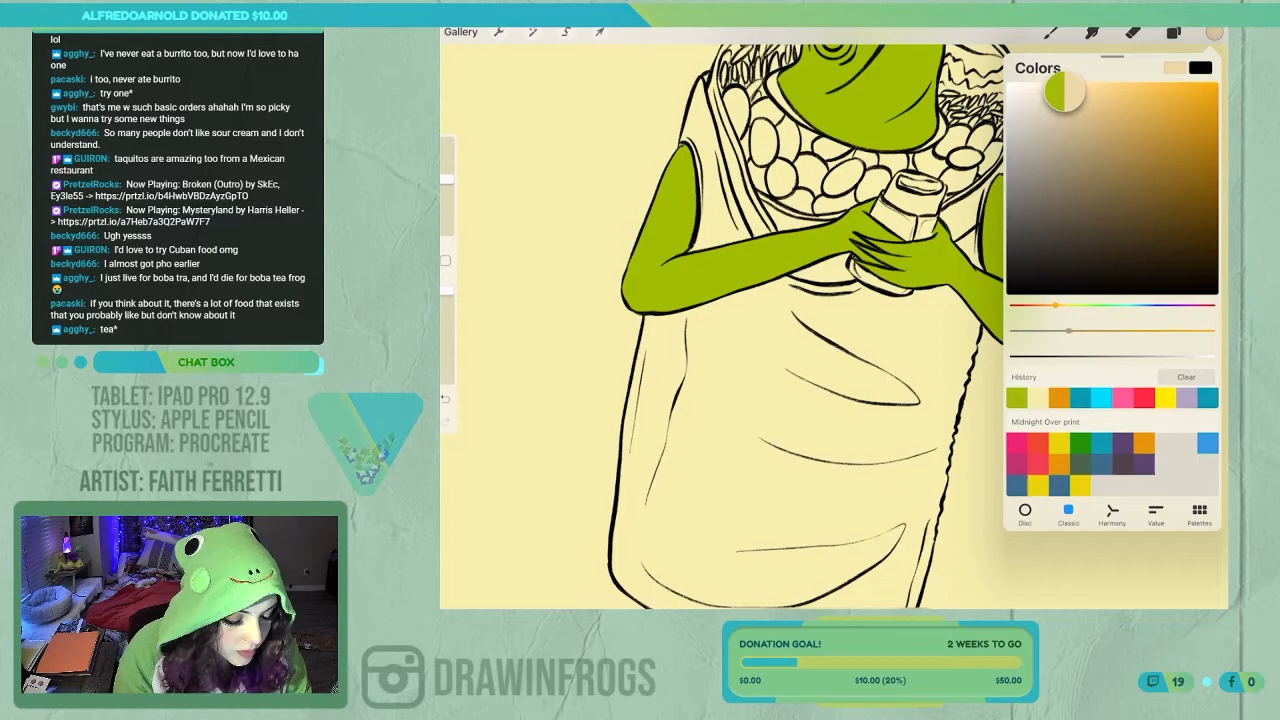 ALFREDOARNOLD DONATED $10.00
lol
agghy_: I've never eat a burrito too, but now I'd love to ha
one
pacaski: I too, never ate burrito
agghy_: try one*
gwybi: that's me w such basic orders ahahah I'm so picky
but I wanna try some new things
beckyd666: So many people don't like sour cream and I don't
understand.
GUIR0N: taquitos are amazing too from a Mexican
restaurant
PretzelRocks: Now Playing: Broken (Outro) by SkEc,
Ey3le55 -> https://prtzl.io/b4HwbVBDzAyzGpTO
PretzelRocks: Now Playing: Mysteryland by Harris Heller -
> https://prtzl.io/a7Heb7a3Q2PaW7F7
beckyd666: Ugh yessss
GUIR0N: I'd love to try Cuban food omg
beckyd666: I almost got pho earlier
agghy_: I just live for boba tra, and I'd die for boba tea frog
pacaski: if you think about it, there's a lot of food that exists
that you probably like but don't know about it
agghy_: tea*
CHAT BOX
TABLET: IPAD PRO 12.9
STYLUS: APPLE PENCIL
PROGRAM: PROCREATE
ARTIST: FAITH FERRETTI
Gallery
Colors
History
Clear
Midnight Over print
Disc
Classic
Harmony
Value
Palettes
DRAWINFROGS
DONATION GOAL! 2 WEEKS TO GO
$0.00 $10.00 (20%) $50.00
19 0